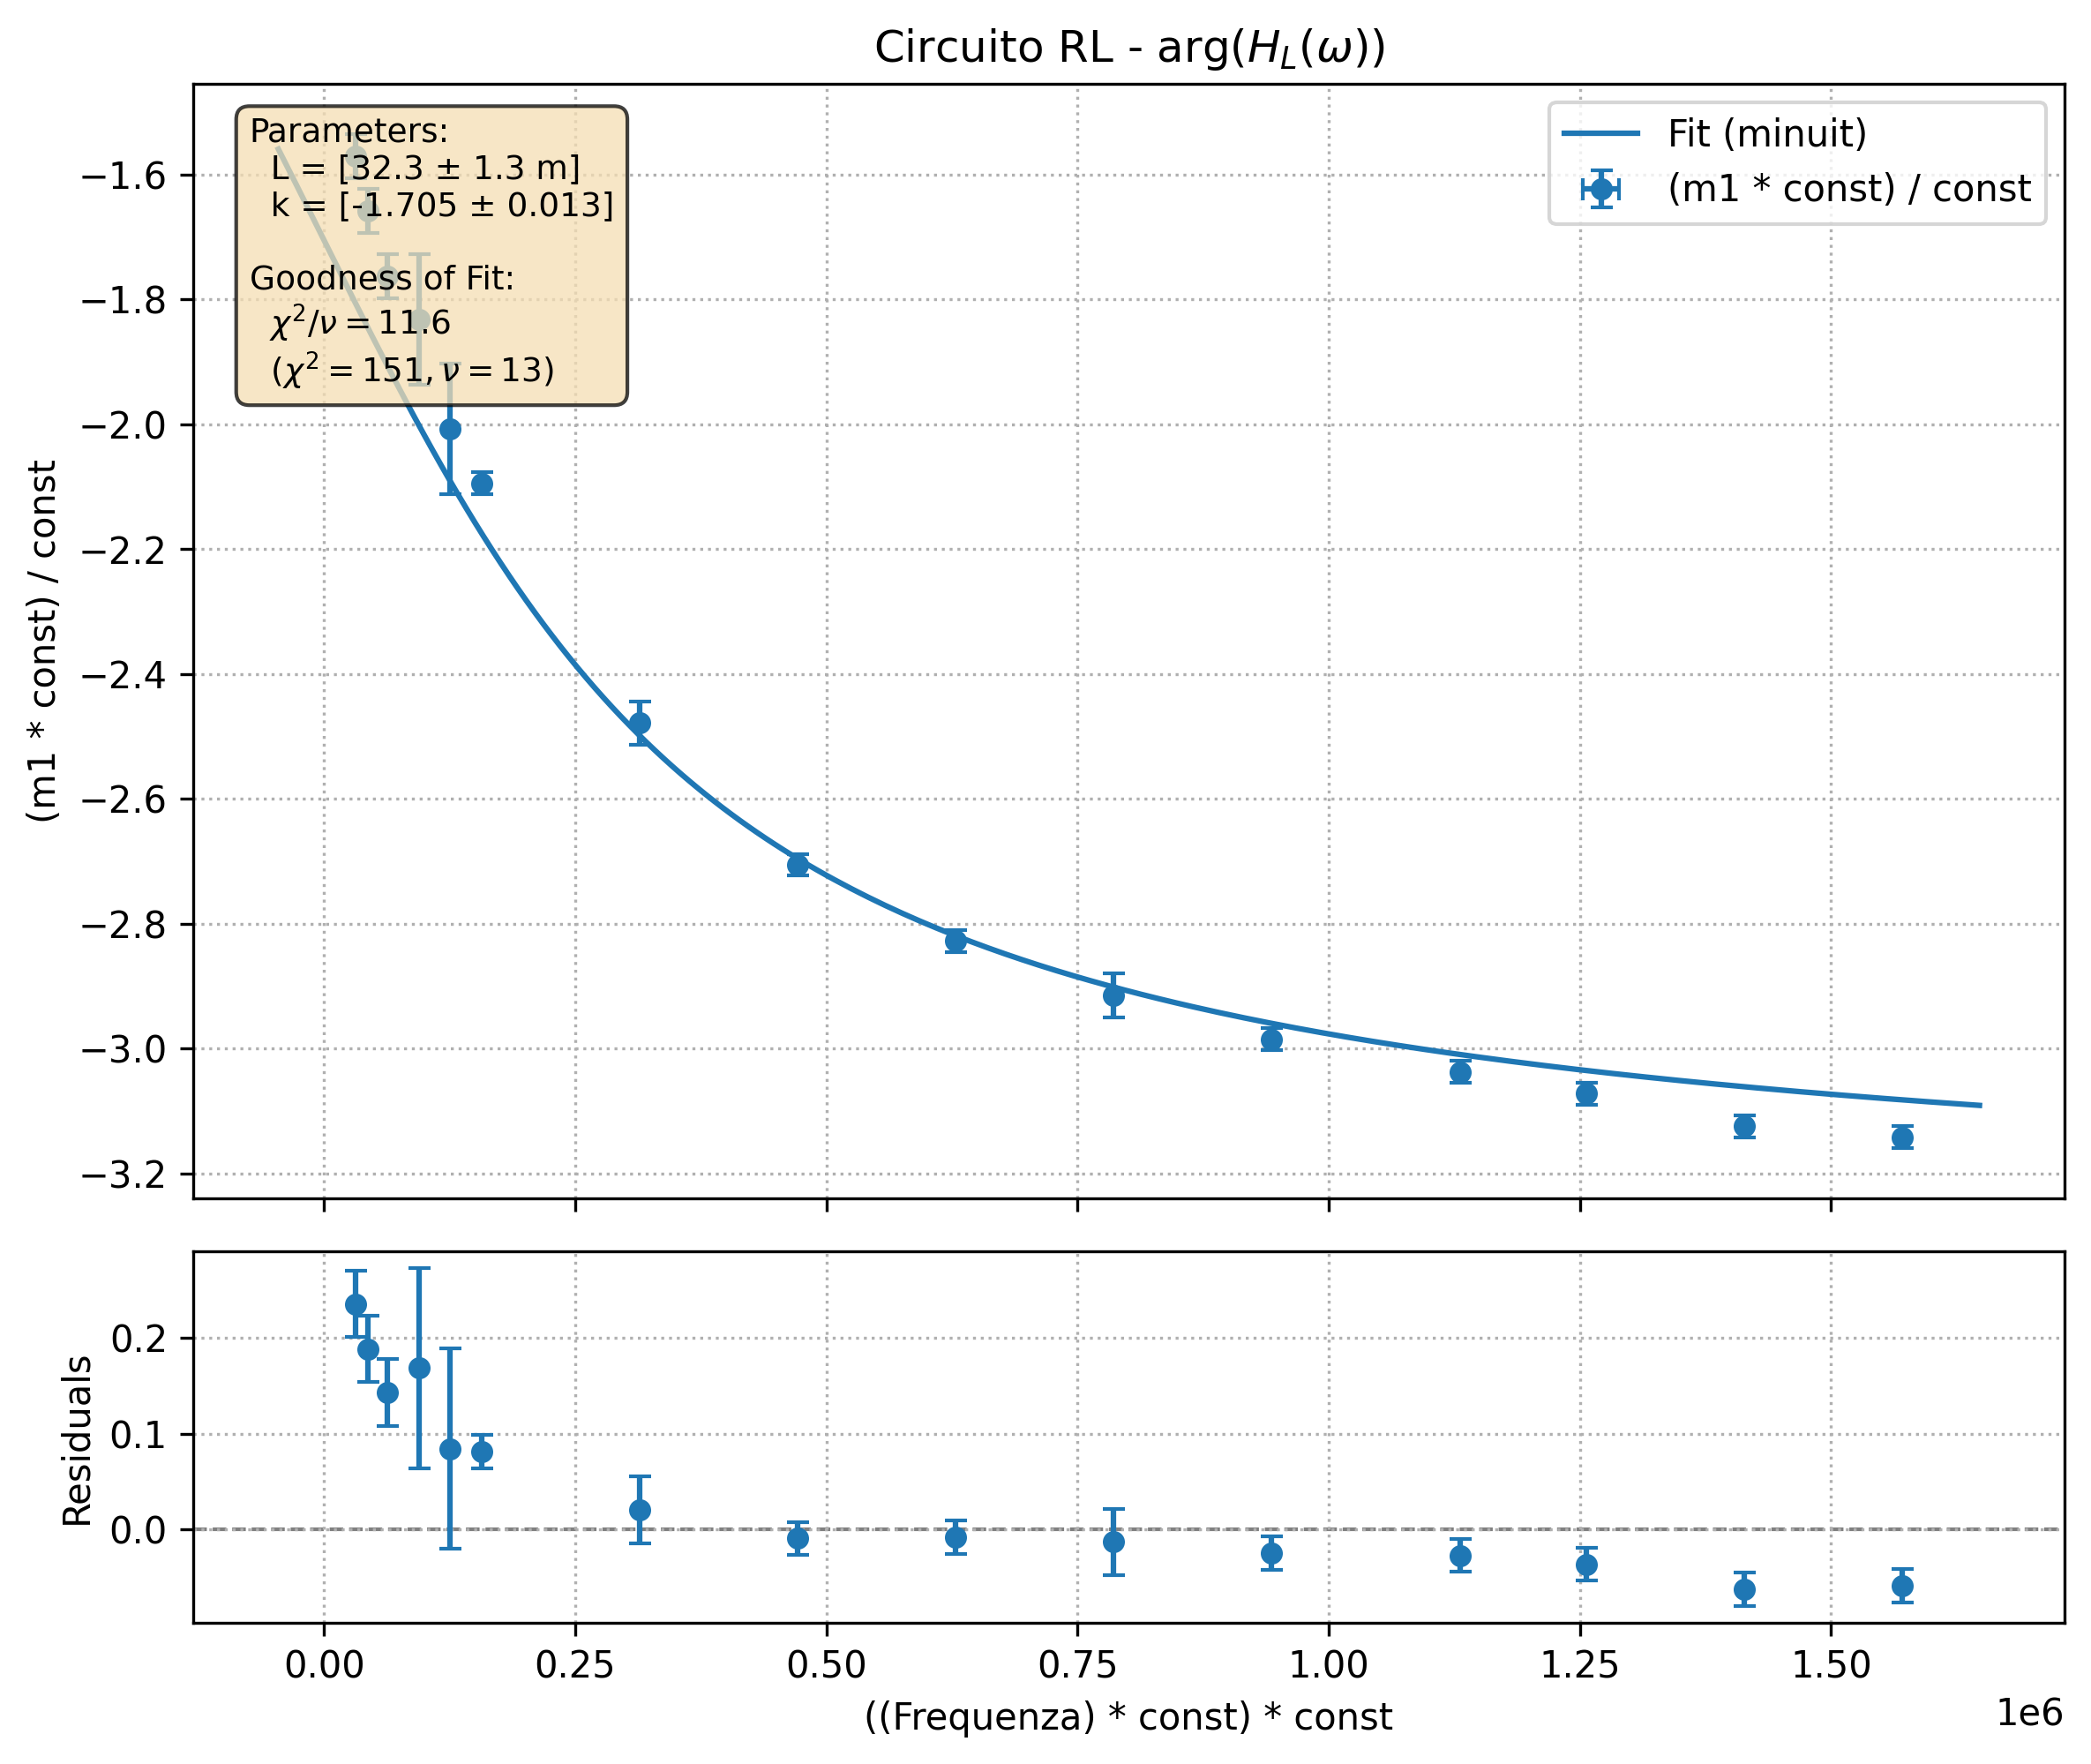 Circuito RL - arg(H_L(ω))
Parameters:
L = [32.3 ± 1.3 m]
k = [-1.705 ± 0.013]
Goodness of Fit:
χ²/ν = 11.6
(χ² = 151, ν = 13)
Fit (minuit)
(m1 * const) / const
(m1 * const) / const
−1.6
−1.8
−2.0
−2.2
−2.4
−2.6
−2.8
−3.0
−3.2
Residuals
0.2
0.1
0.0
0.00 0.25 0.50 0.75 1.00 1.25 1.50
1e6
((Frequenza) * const) * const